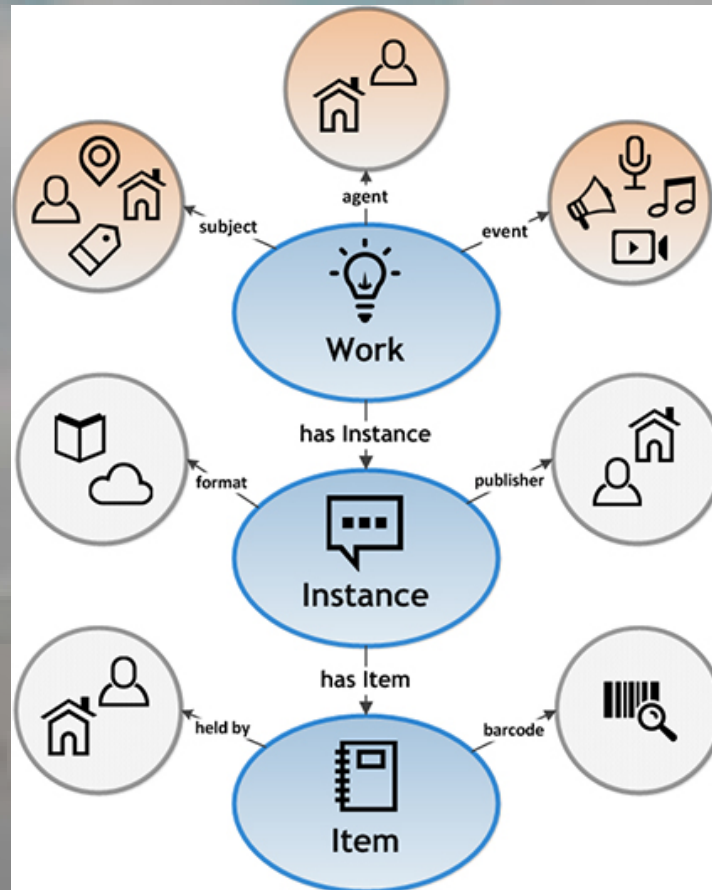 agent
subject
event
Work
has Instance
format
publisher
Instance
has Item
held by
barcode
Item